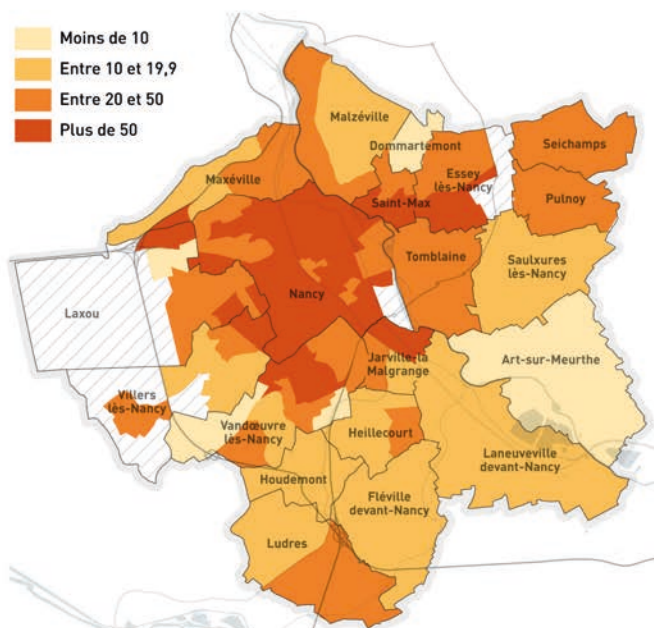 Moins de 10
Entre 10 et 19,9
Entre 20 et 50
Plus de 50
Malzéville
Dommartemont
Seichamps
Essey
lès-Nancy
Maxéville
Saint-Max
Pulnoy
Tomblaine
Saulxures
lès-Nancy
Nancy
Laxou
Jarville-la
Malgrange
Art-sur-Meurthe
Villers
lès-Nancy
Vandœuvre
lès-Nancy
Heillecourt
Laneuveville
devant-Nancy
Houdemont
Fléville
devant-Nancy
Ludres